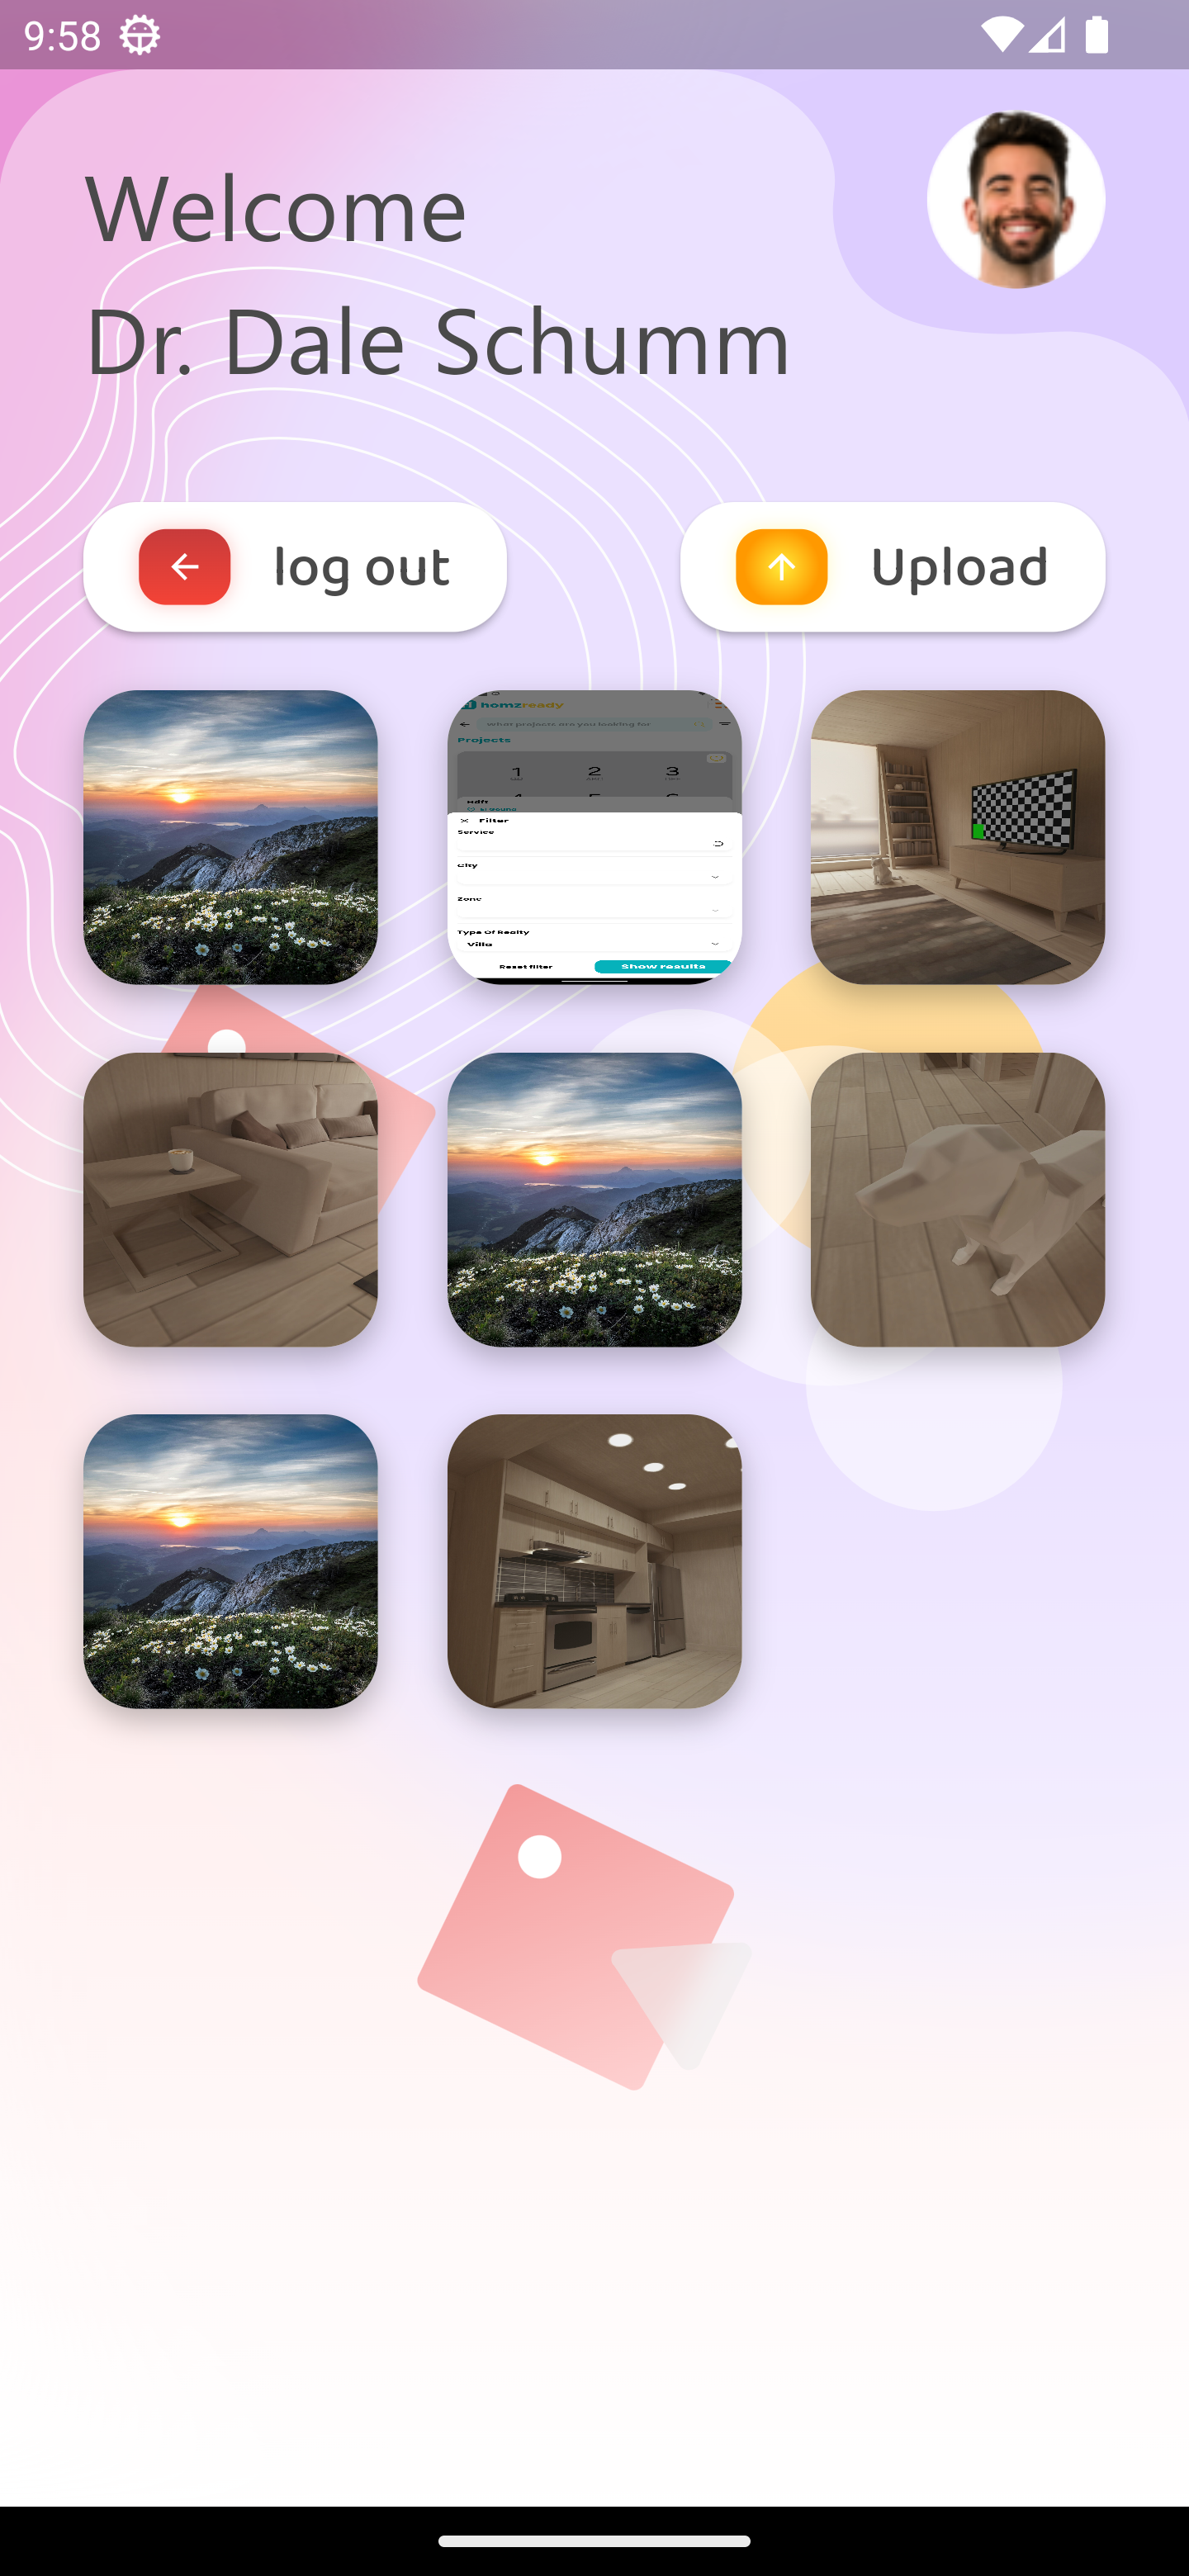 9:58
Welcome
Dr. Dale Schumm
log out
Upload
homzready
What projects are you looking for
Projects
1 2 3
Filter
Service
City
Zone
Type Of Realty
Villa
Reset filter
Show results